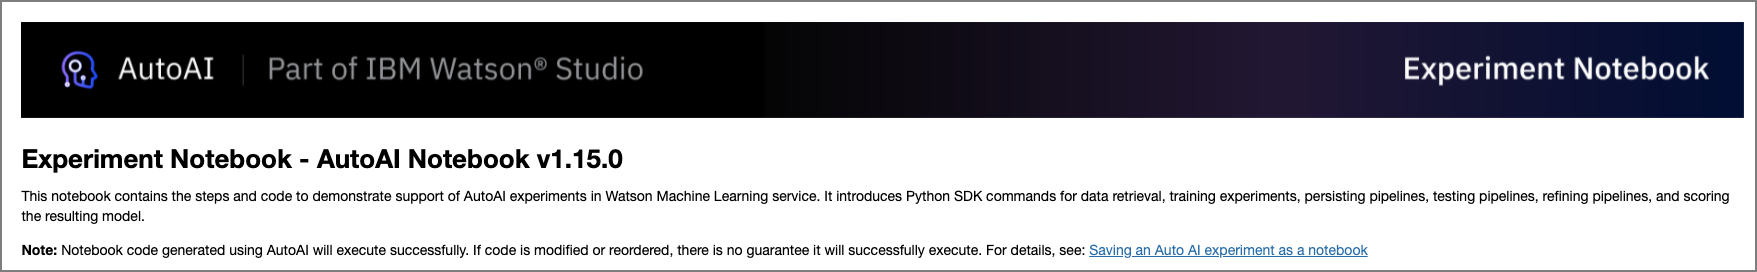 AutoAI Part of IBM Watson® Studio Experiment Notebook
Experiment Notebook - AutoAI Notebook v1.15.0
This notebook contains the steps and code to demonstrate support of AutoAI experiments in Watson Machine Learning service. It introduces Python SDK commands for data retrieval, training experiments, persisting pipelines, testing pipelines, refining pipelines, and scoring
the resulting model.
Note: Notebook code generated using AutoAI will execute successfully. If code is modified or reordered, there is no guarantee it will successfully execute. For details, see: Saving an Auto AI experiment as a notebook